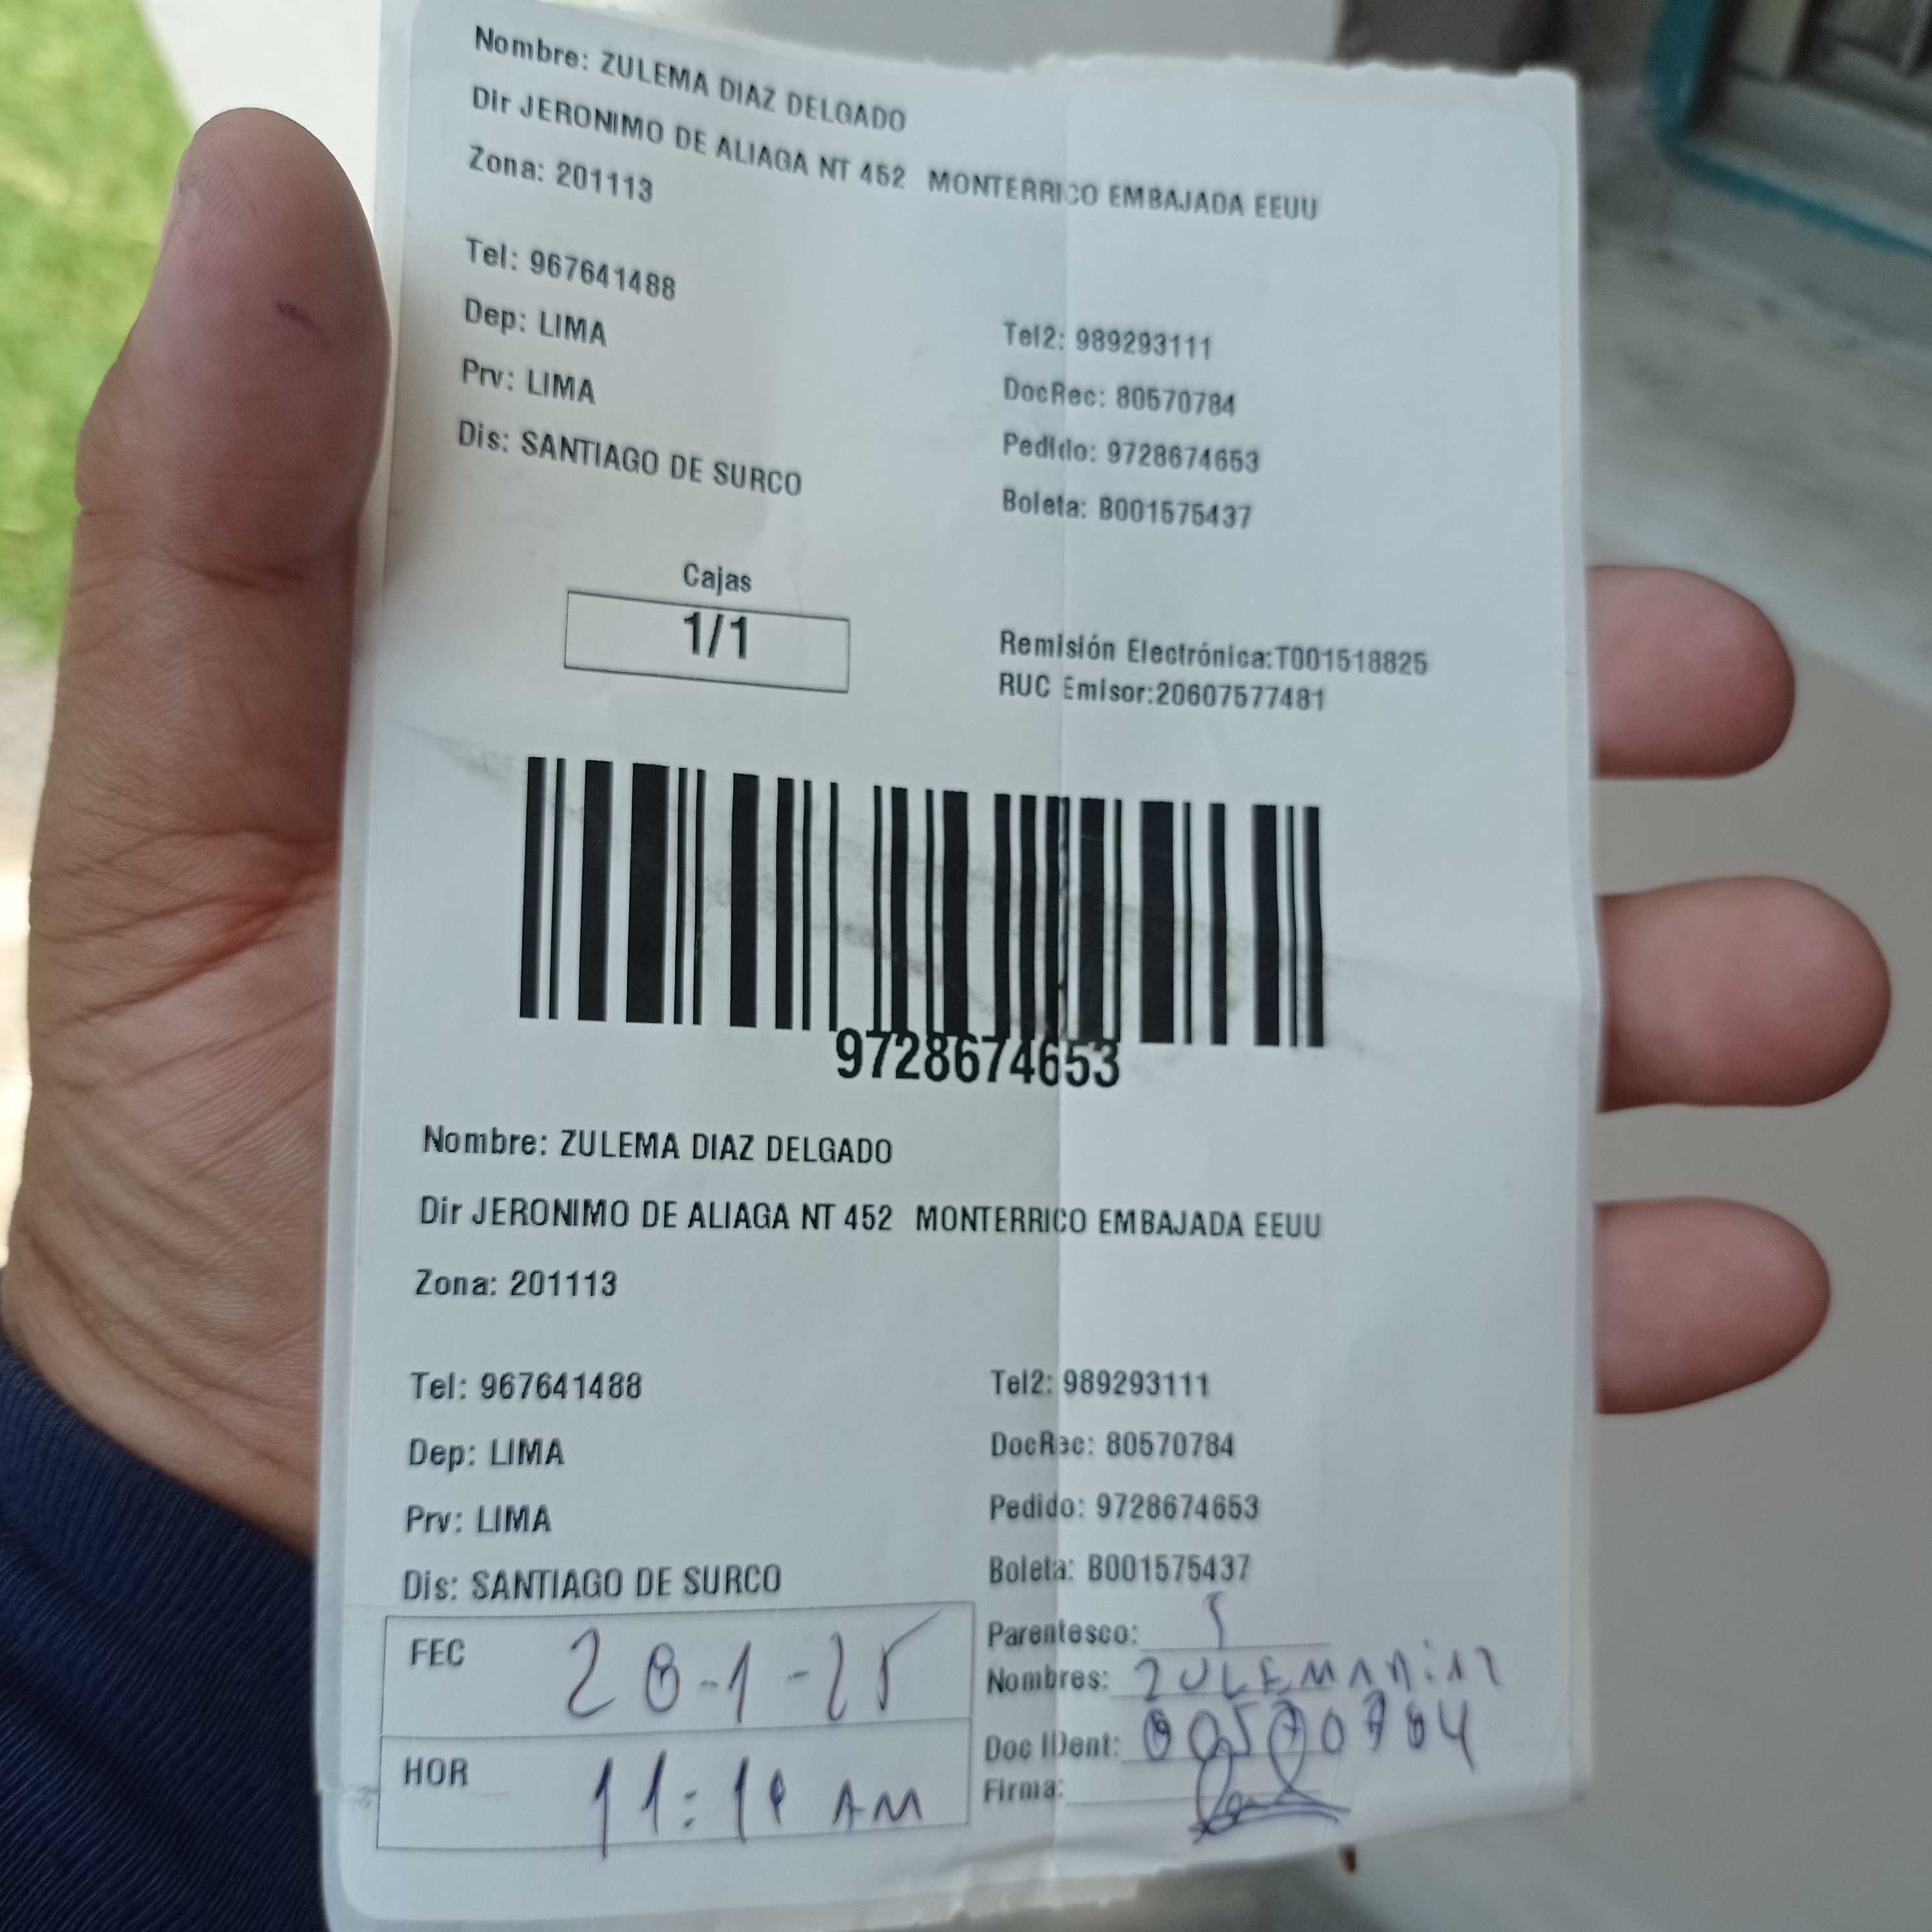 Nombre: ZULEMA DIAZ DELGADO
Dir JERONIMO DE ALIAGA NT 452 MONTERRICO EMBAJADA EEUU
Zona: 201113
Tel: 967641488
Dep: LIMA
Prv: LIMA
Dis: SANTIAGO DE SURCO
Tel2: 989293111
DocRec: 80570784
Pedido: 9728674653
Boleta: B001575437
Cajas
1/1
Remisión Electrónica:T001518825
RUC Emisor:20607577481
9728674653
Nombre: ZULEMA DIAZ DELGADO
Dir JERONIMO DE ALIAGA NT 452 MONTERRICO EMBAJADA EEUU
Zona: 201113
Tel: 967641488
Dep: LIMA
Prv: LIMA
Dis: SANTIAGO DE SURCO
Tel2: 989293111
DocRec: 80570784
Pedido: 9728674653
Boleta: B001575437
FEC 28-1-25
HOR AM
Parentesco:
Nombres: ZULEMA
Doc IDent:
Firma: